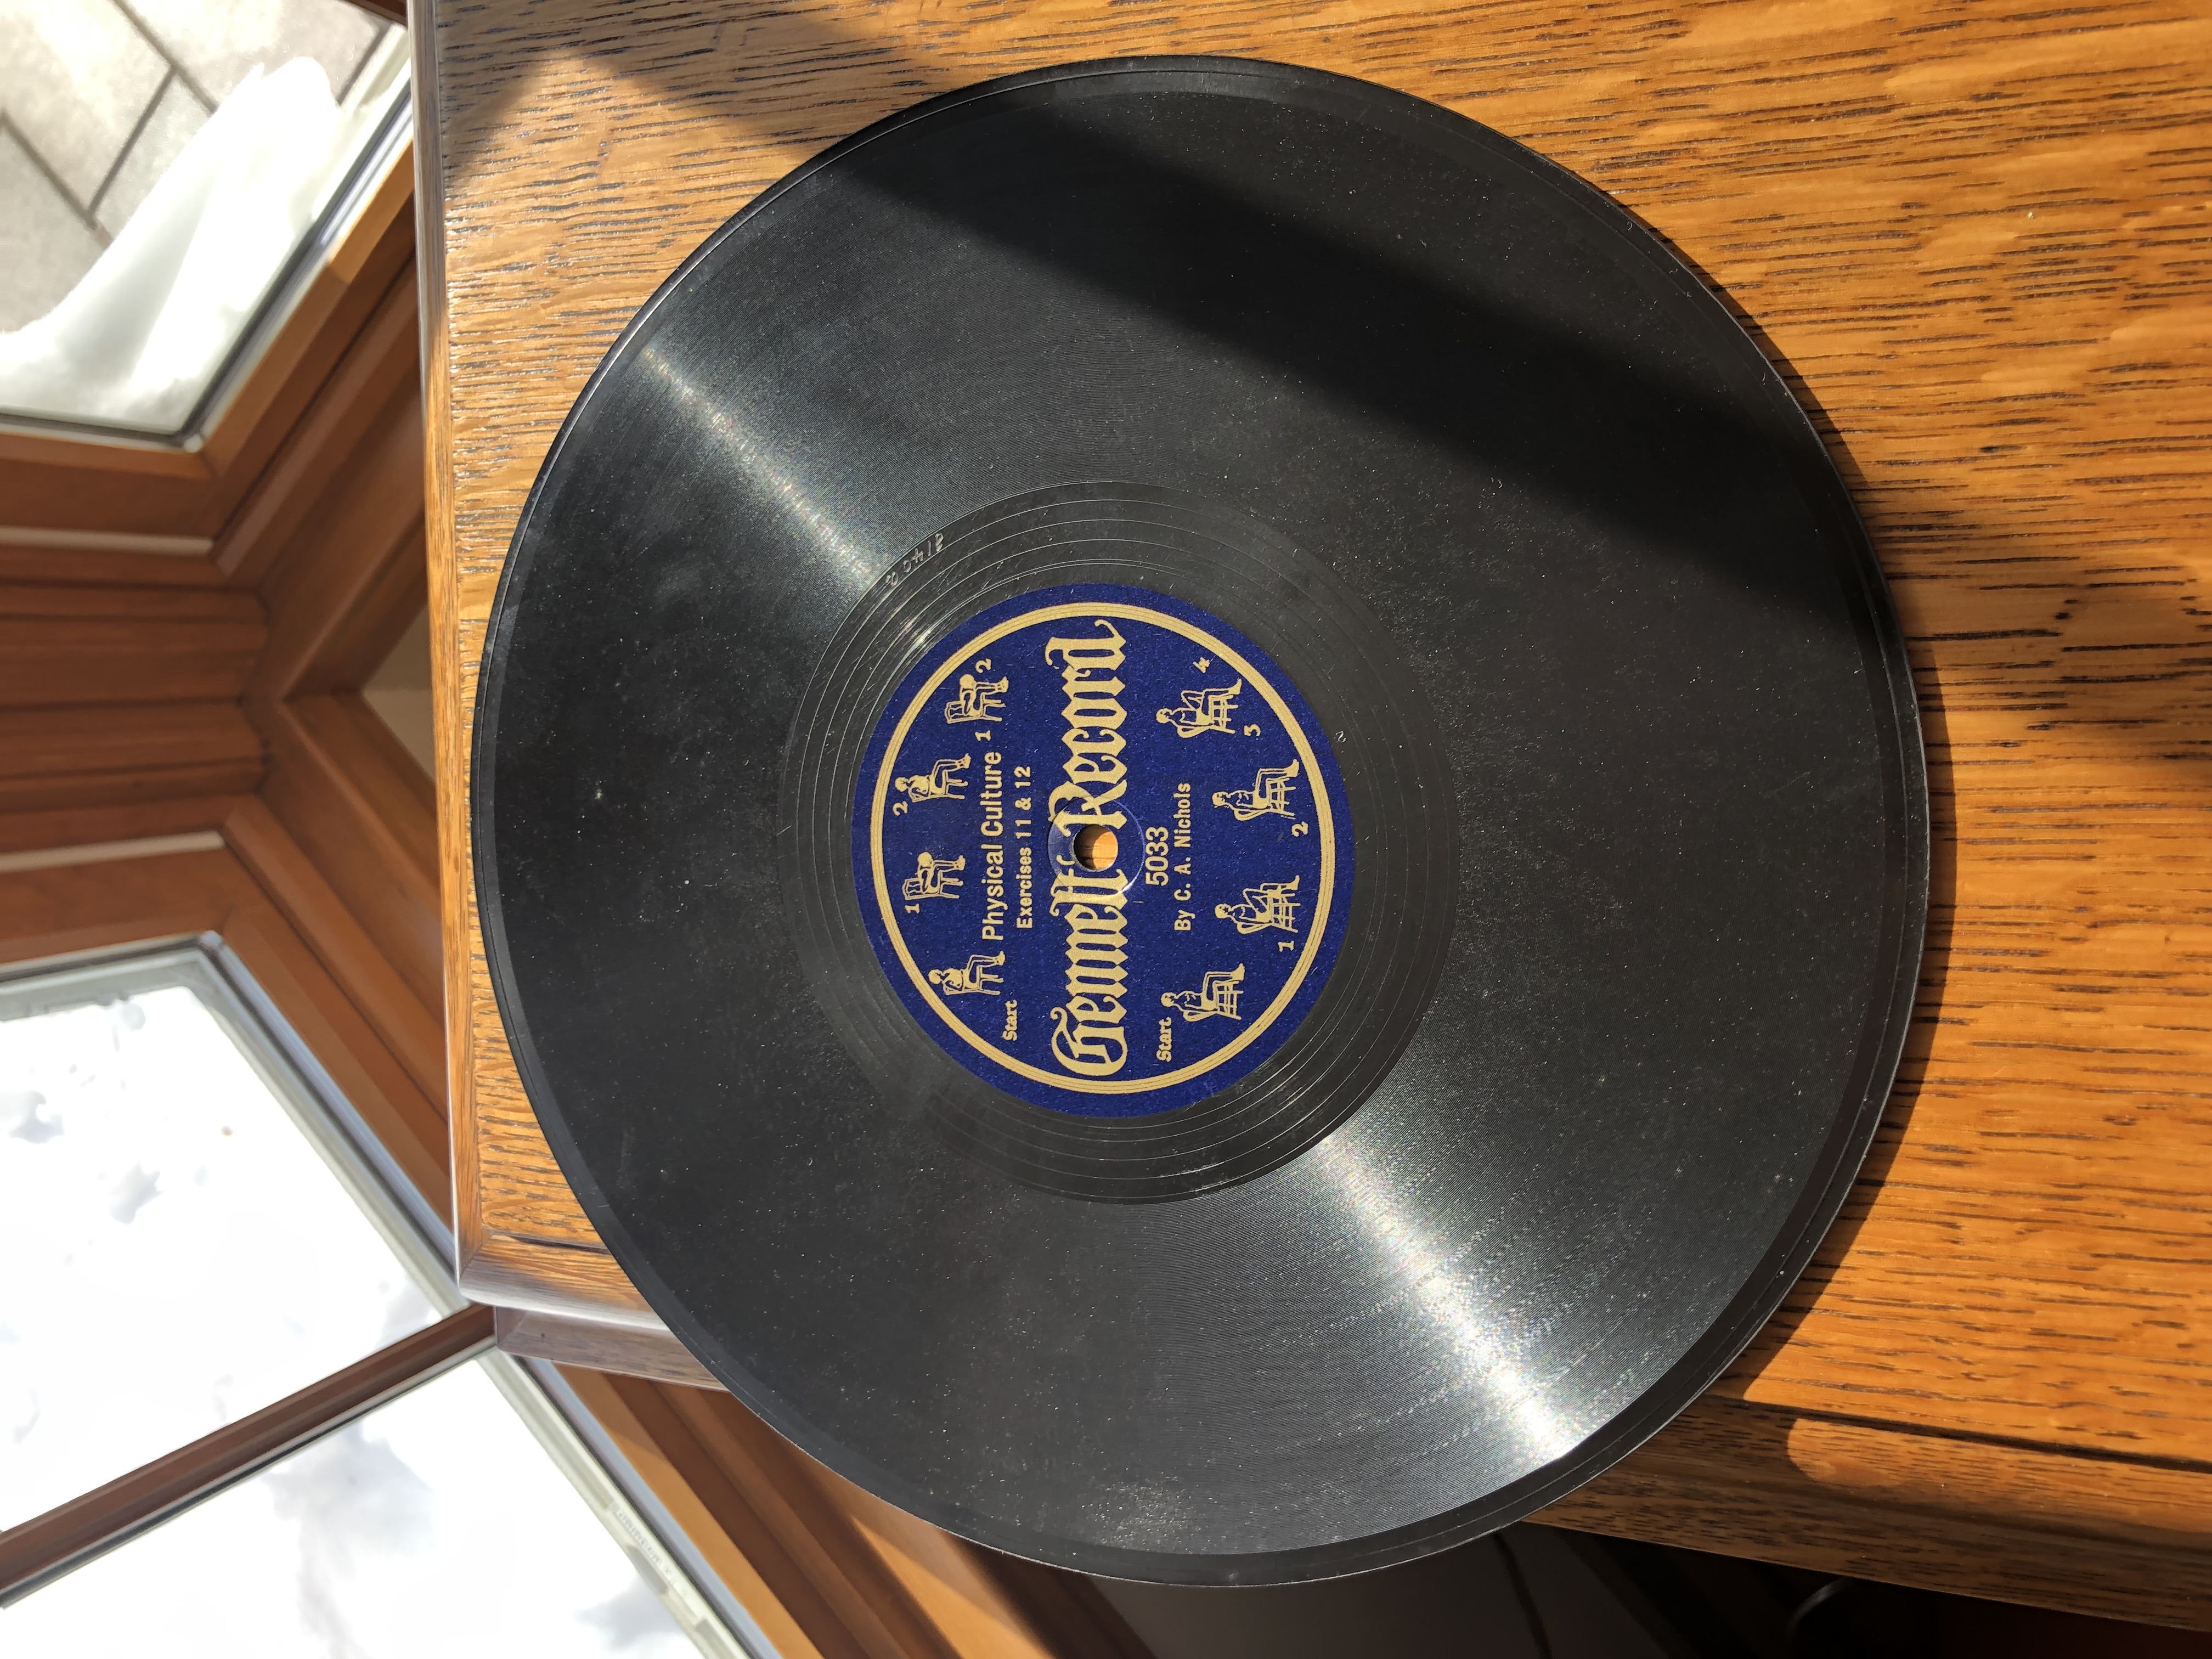 1 2
Physical Culture
1 2
Start
Exercises 11 & 12
Gennett Record
5033
By C. A. Nichols
Start
4
3
1 2